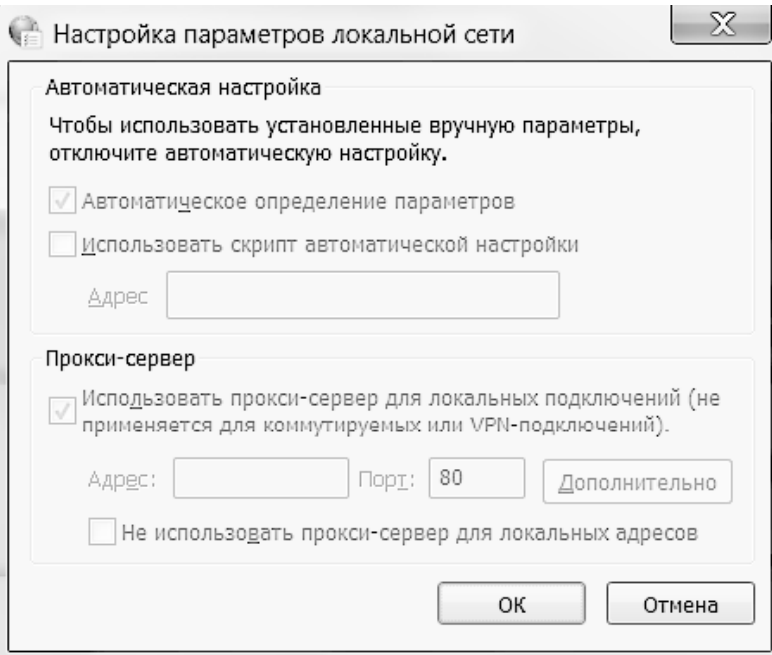 Настройка параметров локальной сети
Автоматическая настройка
Чтобы использовать установленные вручную параметры,
отключите автоматическую настройку.
Автоматическое определение параметров
Использовать скрипт автоматической настройки
Адрес
Прокси-сервер
Использовать прокси-сервер для локальных подключений (не
применяется для коммутируемых или VPN-подключений).
Адрес: Порт: 80 Дополнительно
Не использовать прокси-сервер для локальных адресов
ОК Отмена